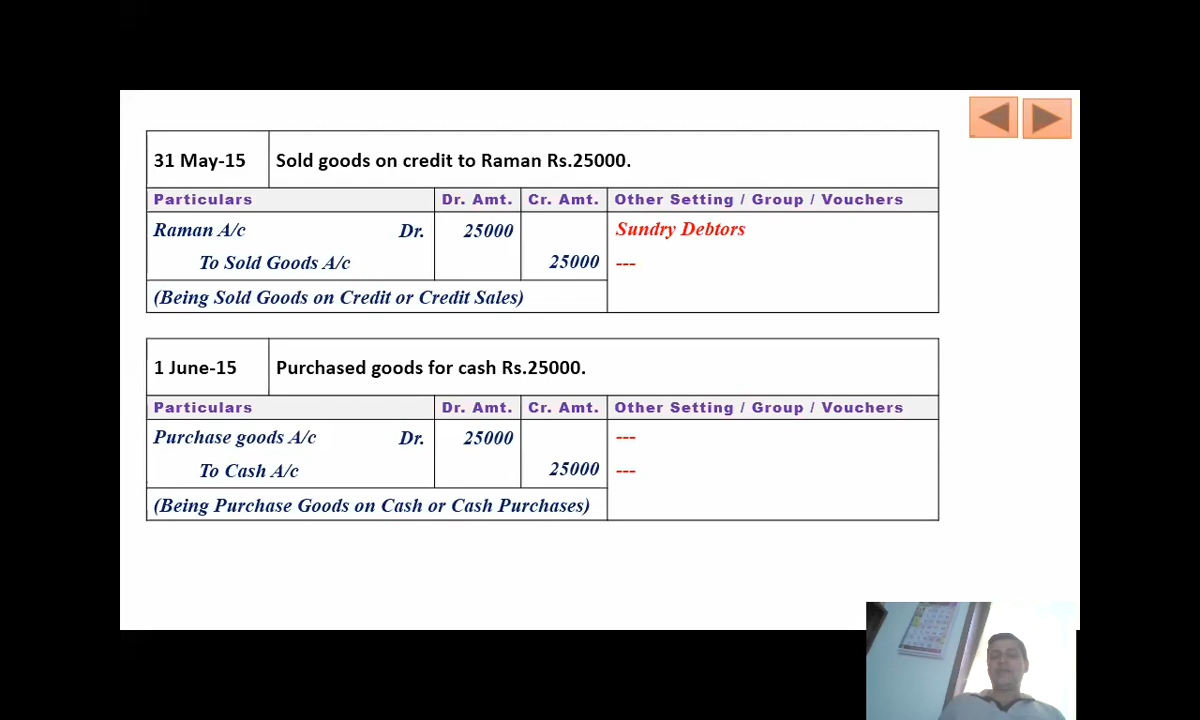 31 May-15 Sold goods on credit to Raman Rs.25000.
Particulars Dr. Amt. Cr. Amt. Other Setting / Group / Vouchers
Raman A/c Dr. 25000 Sundry Debtors
To Sold Goods A/c 25000 ---
(Being Sold Goods on Credit or Credit Sales)
1 June-15 Purchased goods for cash Rs.25000.
Particulars Dr. Amt. Cr. Amt. Other Setting / Group / Vouchers
Purchase goods A/c Dr. 25000 ---
To Cash A/c 25000 ---
(Being Purchase Goods on Cash or Cash Purchases)